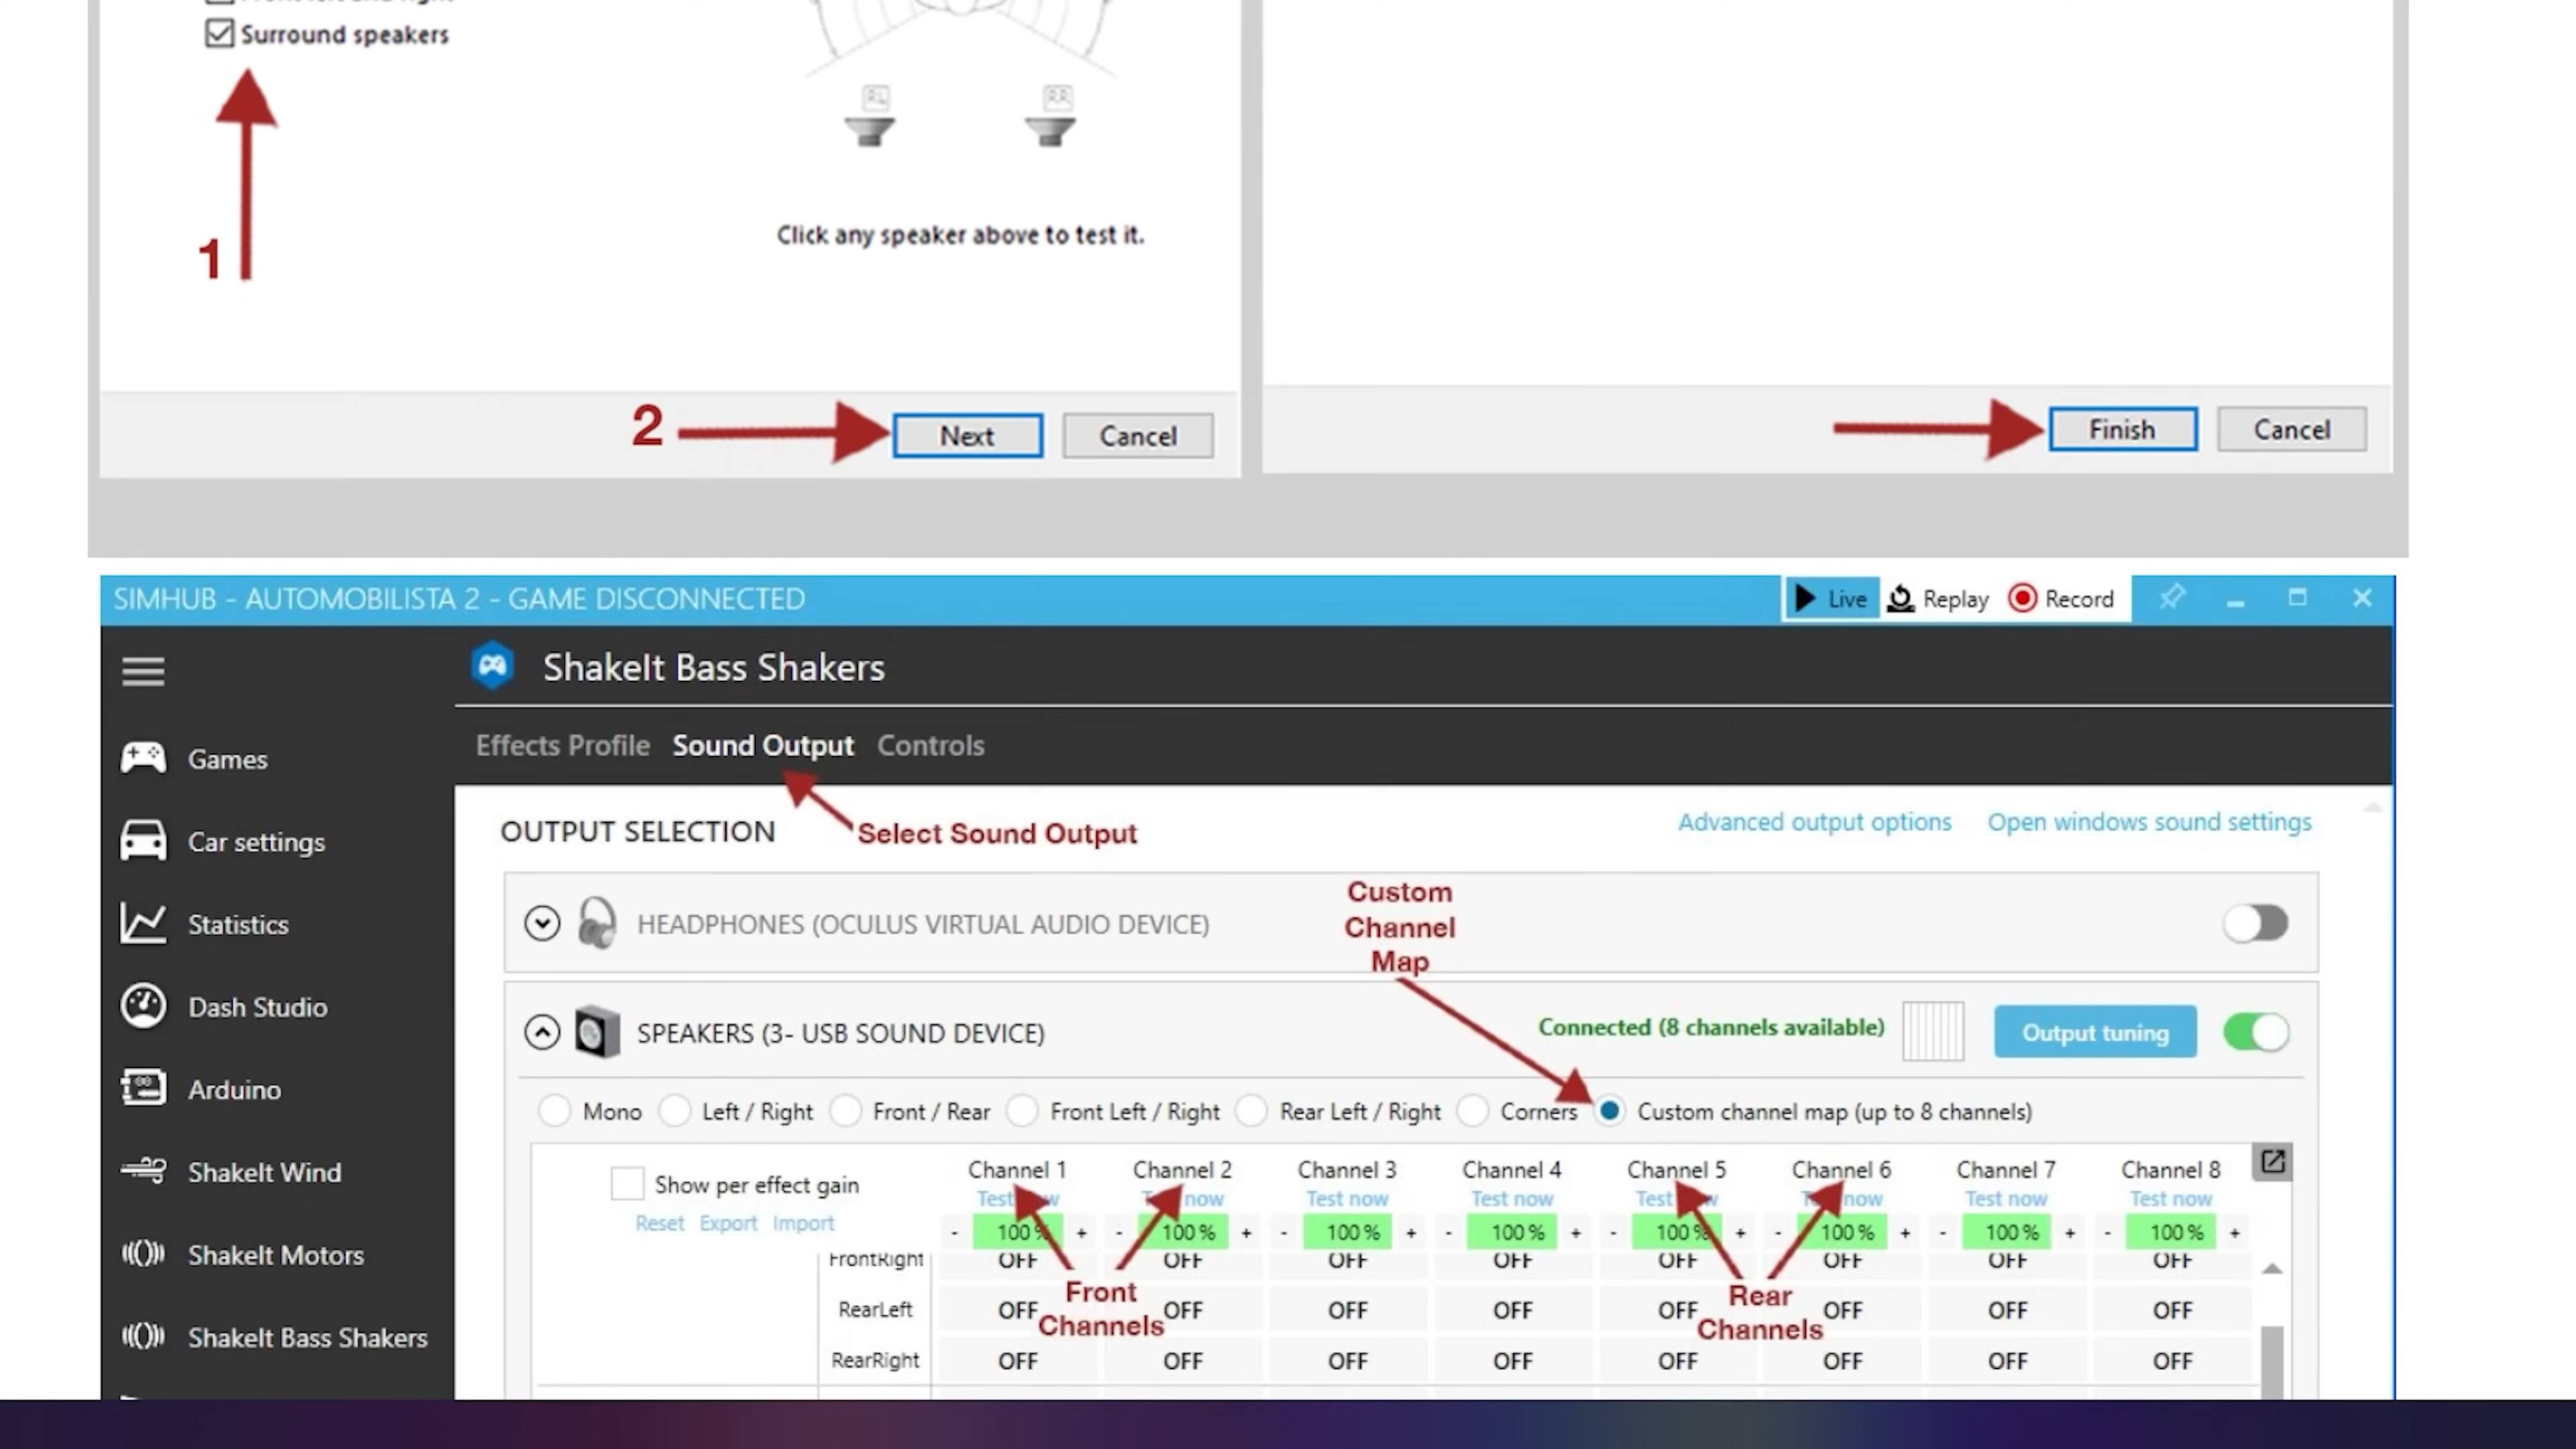 Surround speakers
RL
RR
1
Click any speaker above to test it.
2
Next
Cancel
Finish
Cancel
SIMHUB - AUTOMOBILISTA 2 - GAME DISCONNECTED
Live
Replay
Record
ShakeIt Bass Shakers
Games
Effects Profile
Sound Output
Controls
Car settings
OUTPUT SELECTION
Select Sound Output
Advanced output options
Open windows sound settings
Statistics
HEADPHONES (OCULUS VIRTUAL AUDIO DEVICE)
Custom
Channel
Map
Dash Studio
SPEAKERS (3- USB SOUND DEVICE)
Connected (8 channels available)
Output tuning
Arduino
Mono
Left / Right
Front / Rear
Front Left / Right
Rear Left / Right
Corners
Custom channel map (up to 8 channels)
ShakeIt Wind
Show per effect gain
Reset Export Import
Channel 1 Channel 2 Channel 3 Channel 4 Channel 5 Channel 6 Channel 7 Channel 8
Test now Test now Test now Test now Test now Test now Test now Test now
- 100 % + - 100 % + - 100 % + - 100 % + - 100 % + - 100 % + - 100 % + - 100 % +
ShakeIt Motors
FrontRight OFF OFF OFF OFF OFF OFF OFF OFF
Front
Channels
Rear
Channels
RearLeft OFF OFF OFF OFF OFF OFF OFF OFF
ShakeIt Bass Shakers
RearRight OFF OFF OFF OFF OFF OFF OFF OFF